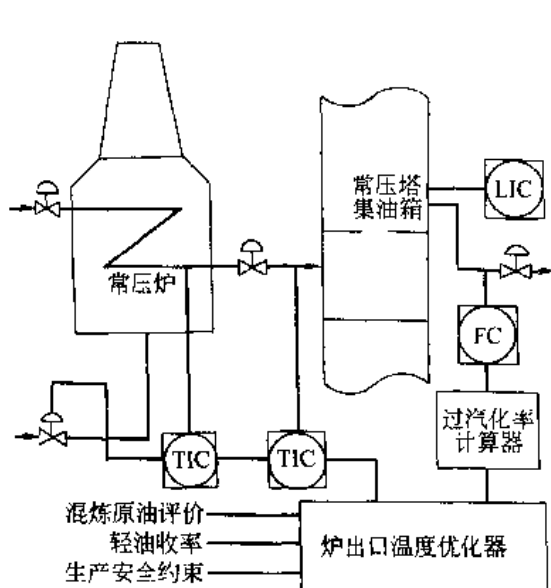 常压塔
集油箱
LIC
常压炉
FC
过汽化率
计算器
TIC
TIC
混炼原油评价
轻油收率
生产安全约束
炉出口温度优化器